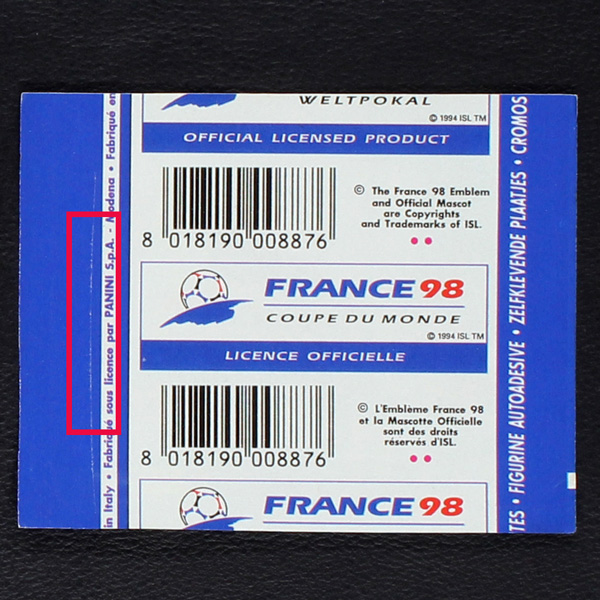 in Italy • Fabriqué sous licence par PANINI S.p.A. - Modena • Fabriqué en
WELTPOKAL
© 1994 ISL TM
OFFICIAL LICENSED PRODUCT
8 018190 008876
© The France 98 Emblem
and Official Mascot
are Copyrights
and Trademarks of ISL.
FRANCE 98
COUPE DU MONDE
© 1994 ISL TM
LICENCE OFFICIELLE
8 018190 008876
© L'Emblème France 98
et la Mascotte Officielle
sont des droits
réservés d'ISL.
FRANCE 98
TES • FIGURINE AUTOADESIVE • ZELFKLEVENDE PLAATJES • CROMOS